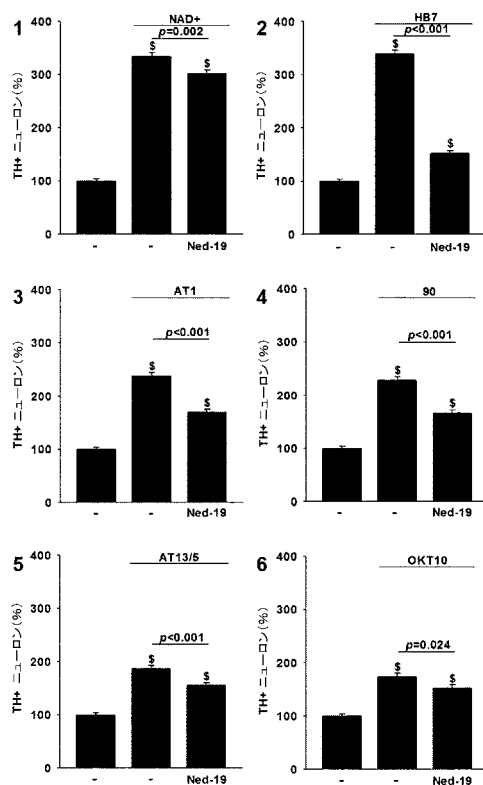 1
NAD+
p=0.002
400
300
200
100
0
TH+ ニューロン(%)
$
$
-
-
Ned-19
2
HB7
p<0.001
400
300
200
100
0
TH+ ニューロン(%)
$
$
-
-
Ned-19
3
AT1
p<0.001
400
300
200
100
0
TH+ ニューロン(%)
$
$
-
-
Ned-19
4
90
p<0.001
400
300
200
100
0
TH+ ニューロン(%)
$
$
-
-
Ned-19
5
AT13/5
p<0.001
400
300
200
100
0
TH+ ニューロン(%)
$
$
-
-
Ned-19
6
OKT10
p=0.024
400
300
200
100
0
TH+ ニューロン(%)
$
$
-
-
Ned-19